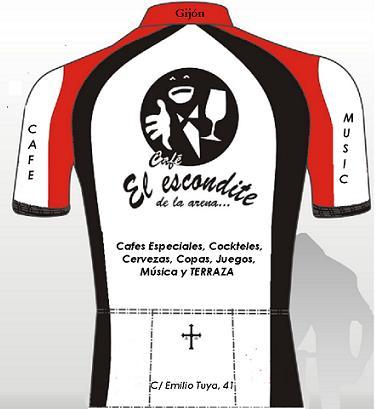 Gijón
CAFE
MUSIC
Café
El escondite
de la arena...
Cafes Especiales, Cockteles,
Cervezas, Copas, Juegos,
Música y TERRAZA
C/ Emilio Tuya, 41